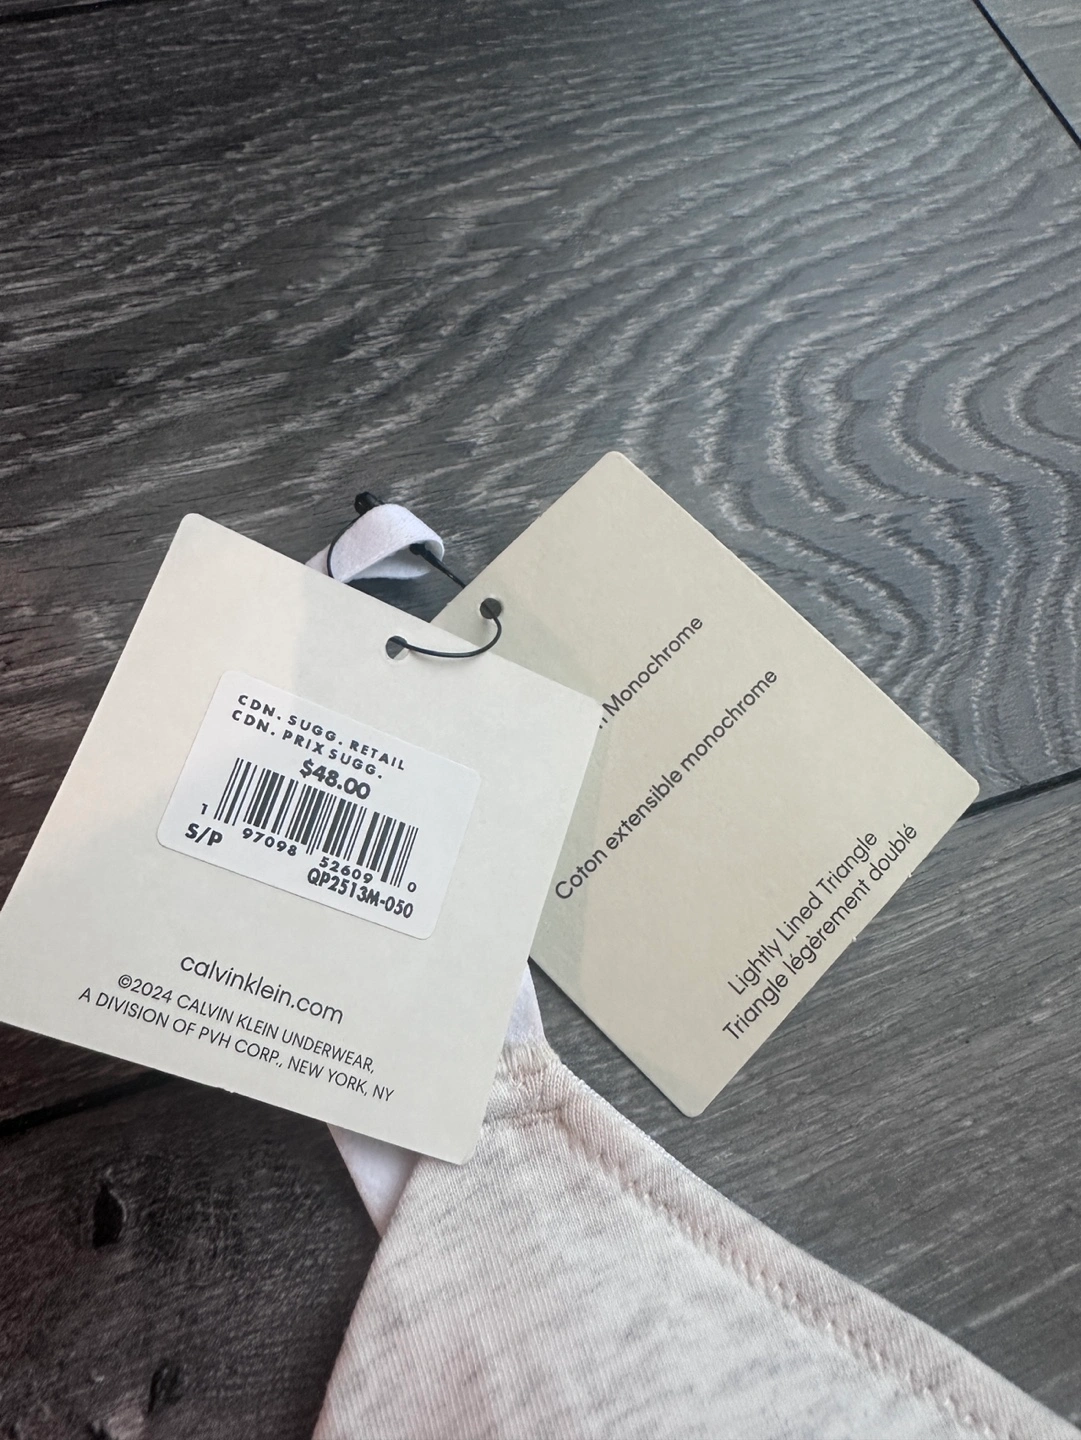 CDN. SUGG. RETAIL
CDN. PRIX SUGG.
$48.00
1 97098 52609 0
S/P
QP2513M-050
calvinklein.com
©2024 CALVIN KLEIN UNDERWEAR,
A DIVISION OF PVH CORP., NEW YORK, NY
Monochrome
Coton extensible monochrome
Lightly Lined Triangle
Triangle légèrement doublé